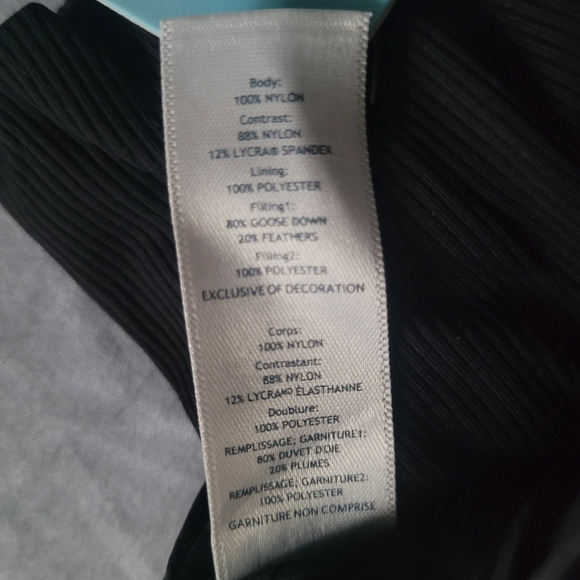 Body:
100% NYLON
Contrast:
88% NYLON
12% LYCRA® SPANDEX
Lining:
100% POLYESTER
Filling1:
80% GOOSE DOWN
20% FEATHERS
Filling2:
100% POLYESTER
EXCLUSIVE OF DECORATION
Corps:
100% NYLON
Contrastant:
88% NYLON
12% LYCRAᴹᴰ ÉLASTHANNE
Doublure:
100% POLYESTER
REMPLISSAGE; GARNITURE1:
80% DUVET D'OIE
20% PLUMES
REMPLISSAGE; GARNITURE2:
100% POLYESTER
GARNITURE NON COMPRISE